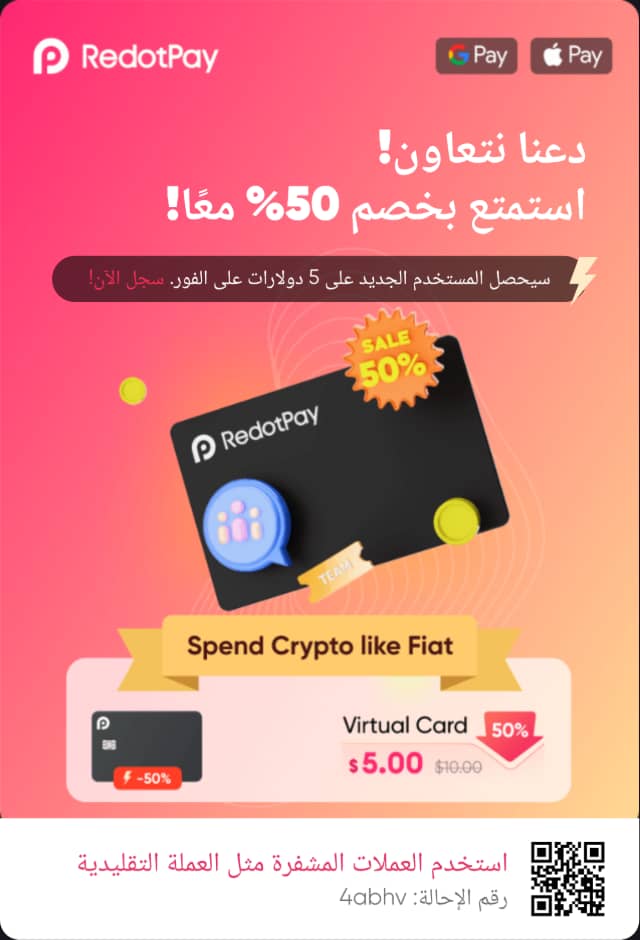 RedotPay
G Pay
Pay
دعنا نتعاون!
استمتع بخصم 50% معًا!
سيحصل المستخدم الجديد على 5 دولارات على الفور. سجل الآن!
SALE
50%
RedotPay
TEAM
Spend Crypto like Fiat
Virtual Card
50%
$5.00 $10.00
-50%
استخدم العملات المشفرة مثل العملة التقليدية
رقم الإحالة: 4abhv